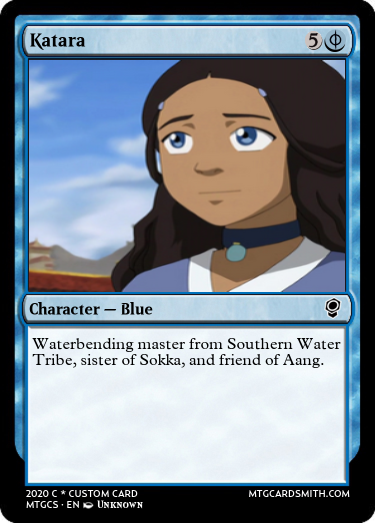 Katara 5
Character — Blue
Waterbending master from Southern Water
Tribe, sister of Sokka, and friend of Aang.
2020 C * CUSTOM CARD
MTGCS · EN Unknown
MTGCARDSMITH.COM